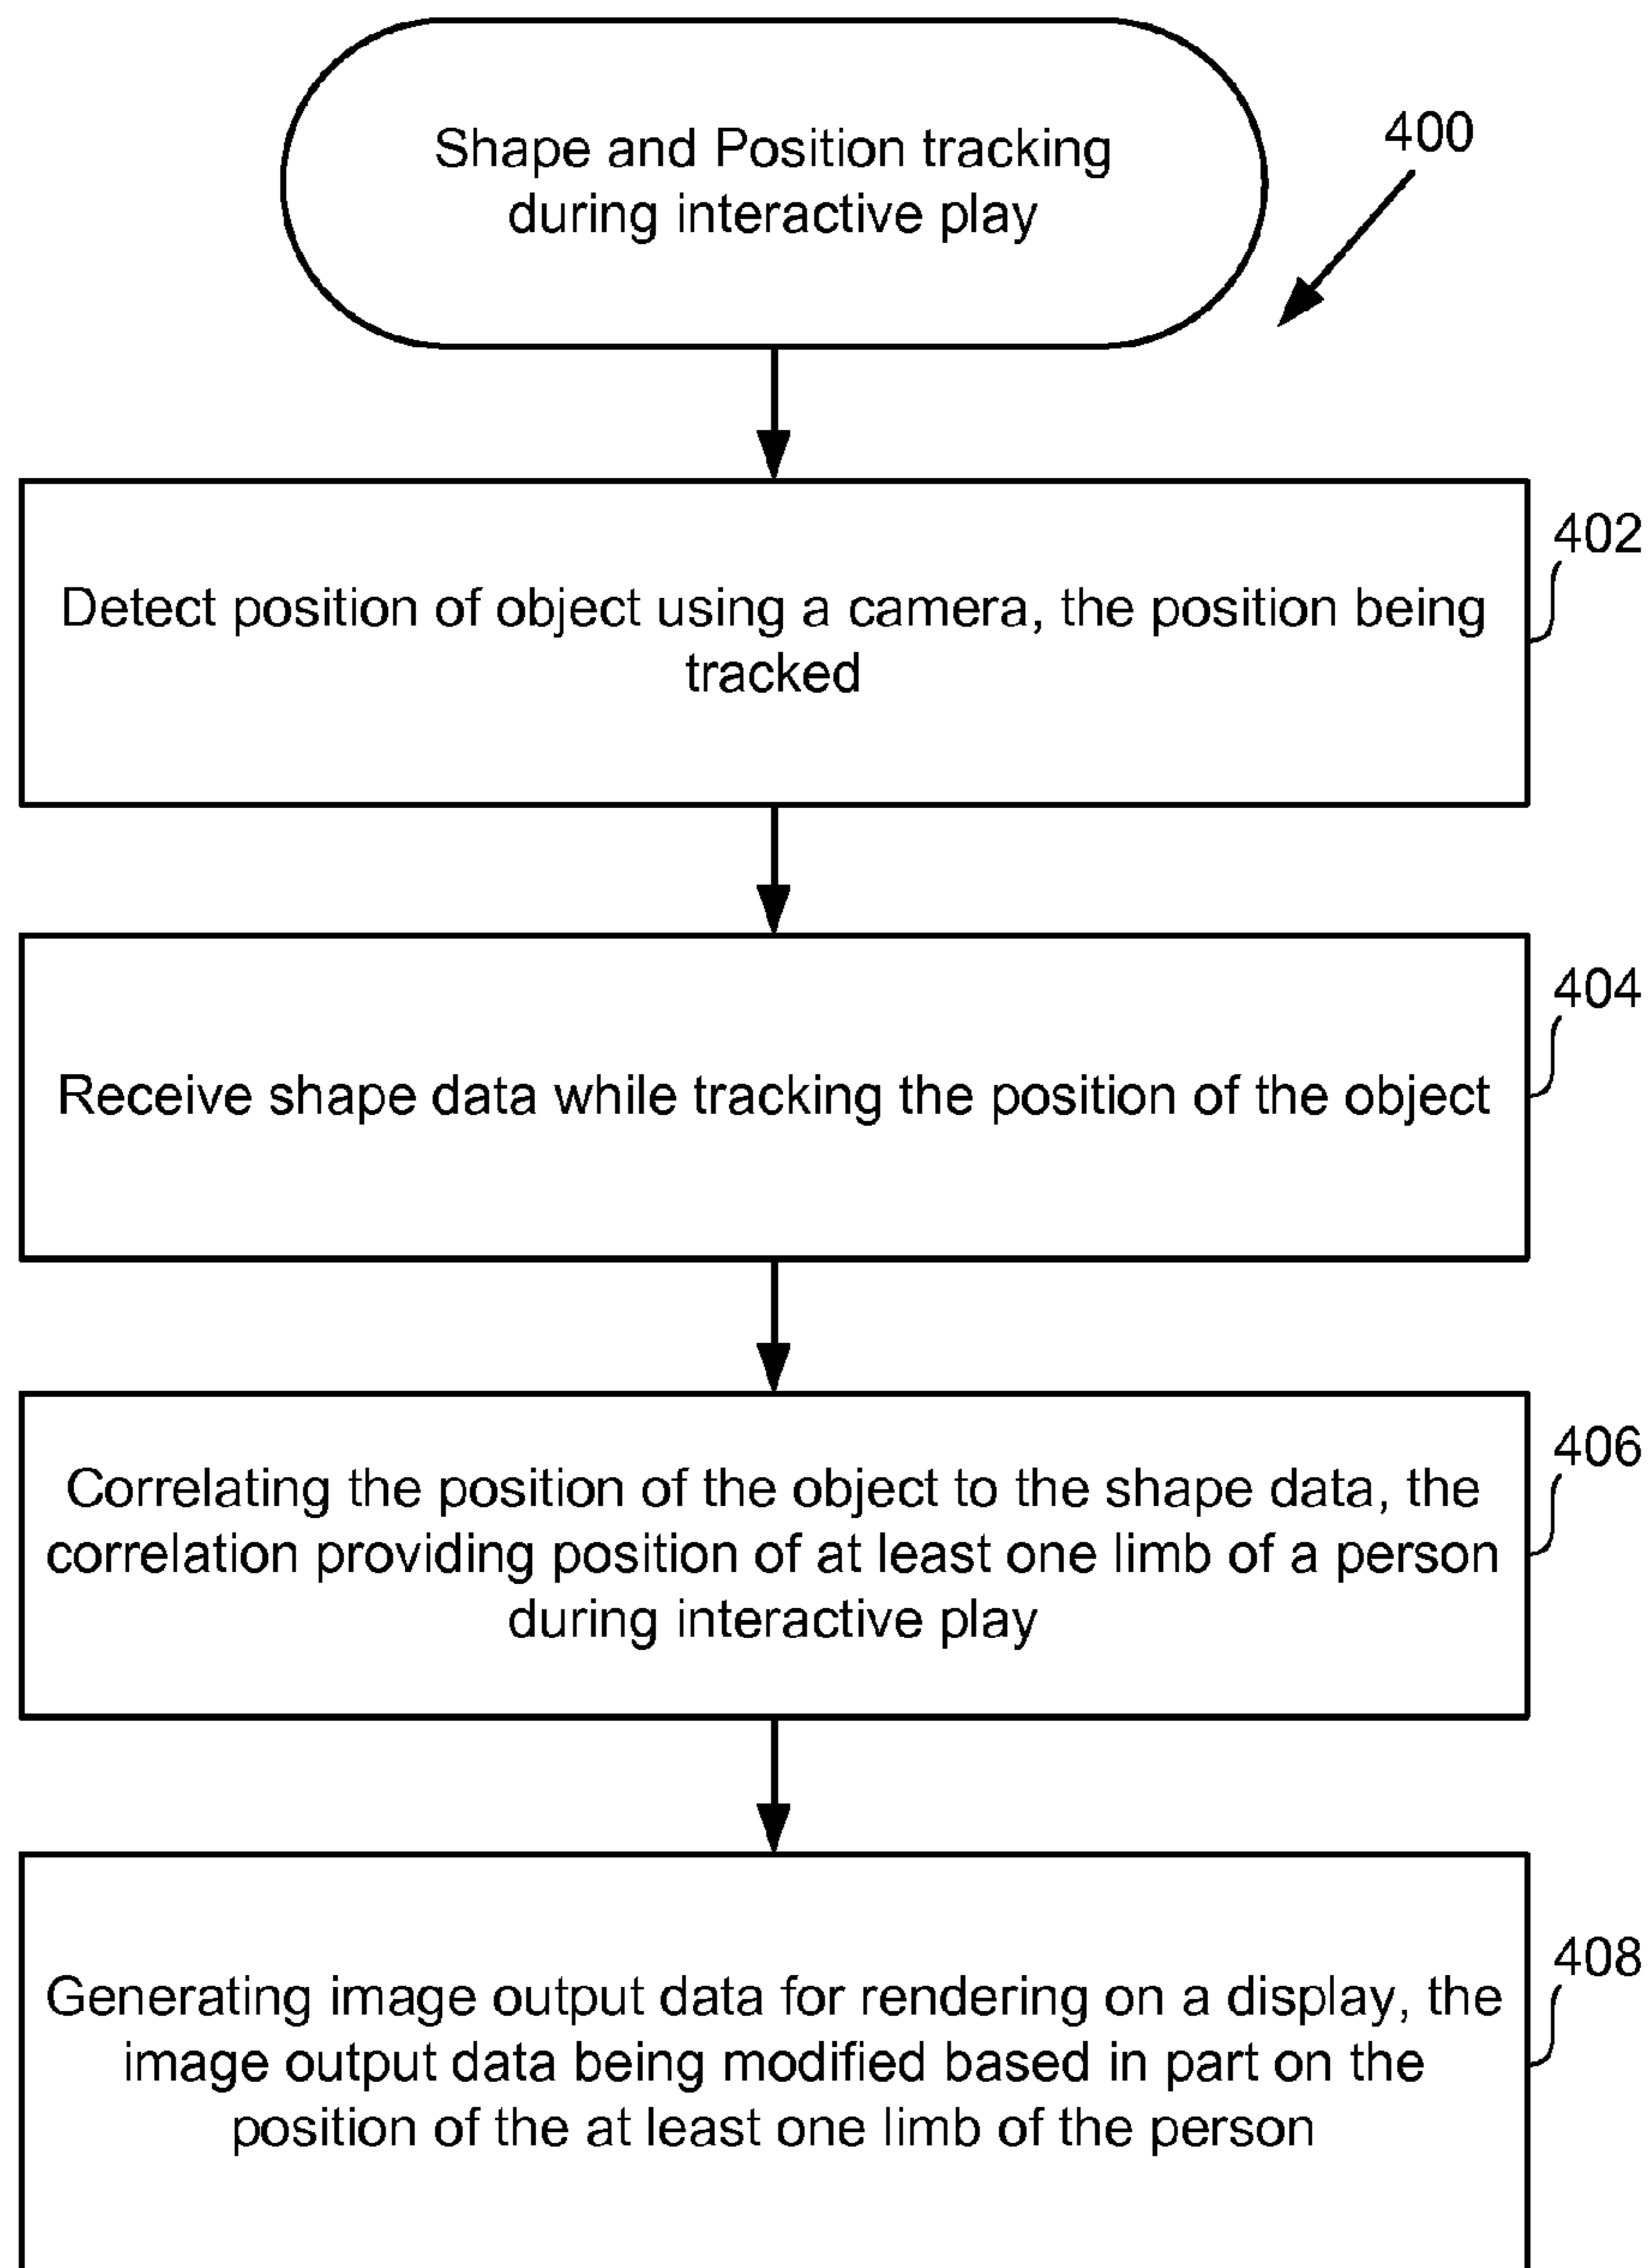 Shape and Position tracking
during interactive play
400
402
Detect position of object using a camera, the position being
tracked
404
Receive shape data while tracking the position of the object
406
Correlating the position of the object to the shape data, the
correlation providing position of at least one limb of a person
during interactive play
408
Generating image output data for rendering on a display, the
image output data being modified based in part on the
position of the at least one limb of the person